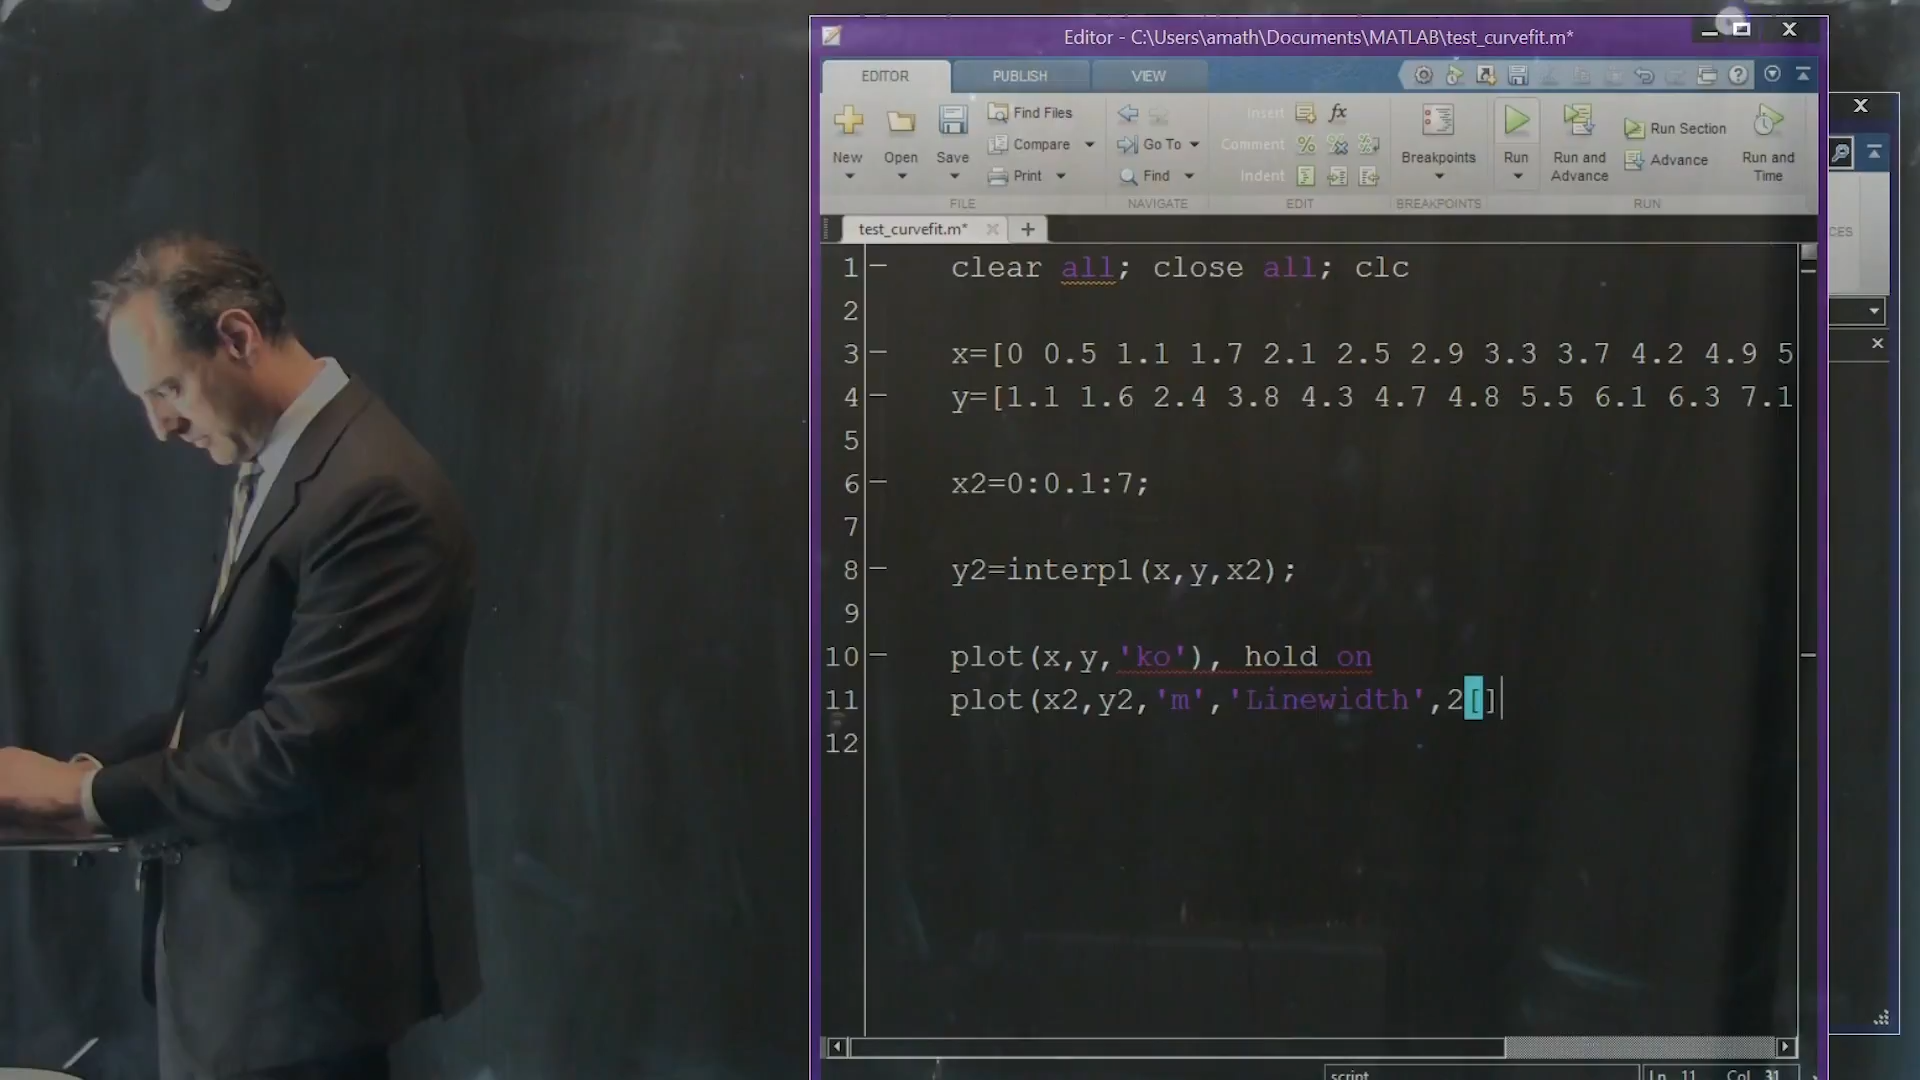 Editor - C:\Users\amath\Documents\MATLAB\test_curvefit.m*
EDITOR PUBLISH VIEW
New
Open
Save
Find Files
Compare
Print
FILE
Go To
Find
NAVIGATE
Insert fx
Comment
Indent
EDIT
Breakpoints
BREAKPOINTS
Run
Run and Advance
Run Section
Advance
Run and Time
RUN
test_curvefit.m*
1 clear all; close all; clc
2
3 x=[0 0.5 1.1 1.7 2.1 2.5 2.9 3.3 3.7 4.2 4.9 5
4 y=[1.1 1.6 2.4 3.8 4.3 4.7 4.8 5.5 6.1 6.3 7.1
5
6 x2=0:0.1:7;
7
8 y2=interp1(x,y,x2);
9
10 plot(x,y,'ko'), hold on
11 plot(x2,y2,'m','Linewidth',2[]
12
script Ln 11 Col 31